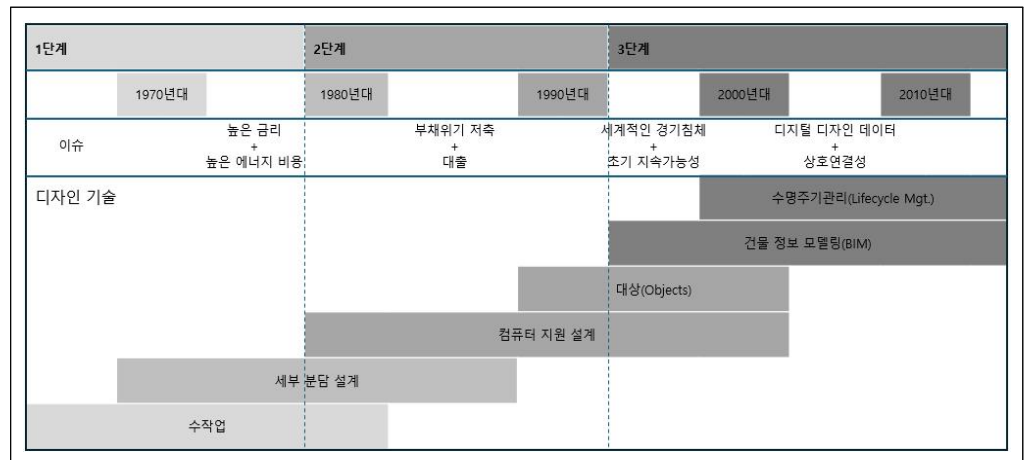 1단계
2단계
3단계
1970년대
1980년대
1990년대
2000년대
2010년대
이슈
높은 금리
+
높은 에너지 비용
부채위기 저축
+
대출
세계적인 경기침체
+
초기 지속가능성
디지털 디자인 데이터
+
상호연결성
디자인 기술
수명주기관리(Lifecycle Mgt.)
건물 정보 모델링(BIM)
대상(Objects)
컴퓨터 지원 설계
세부 분담 설계
수작업